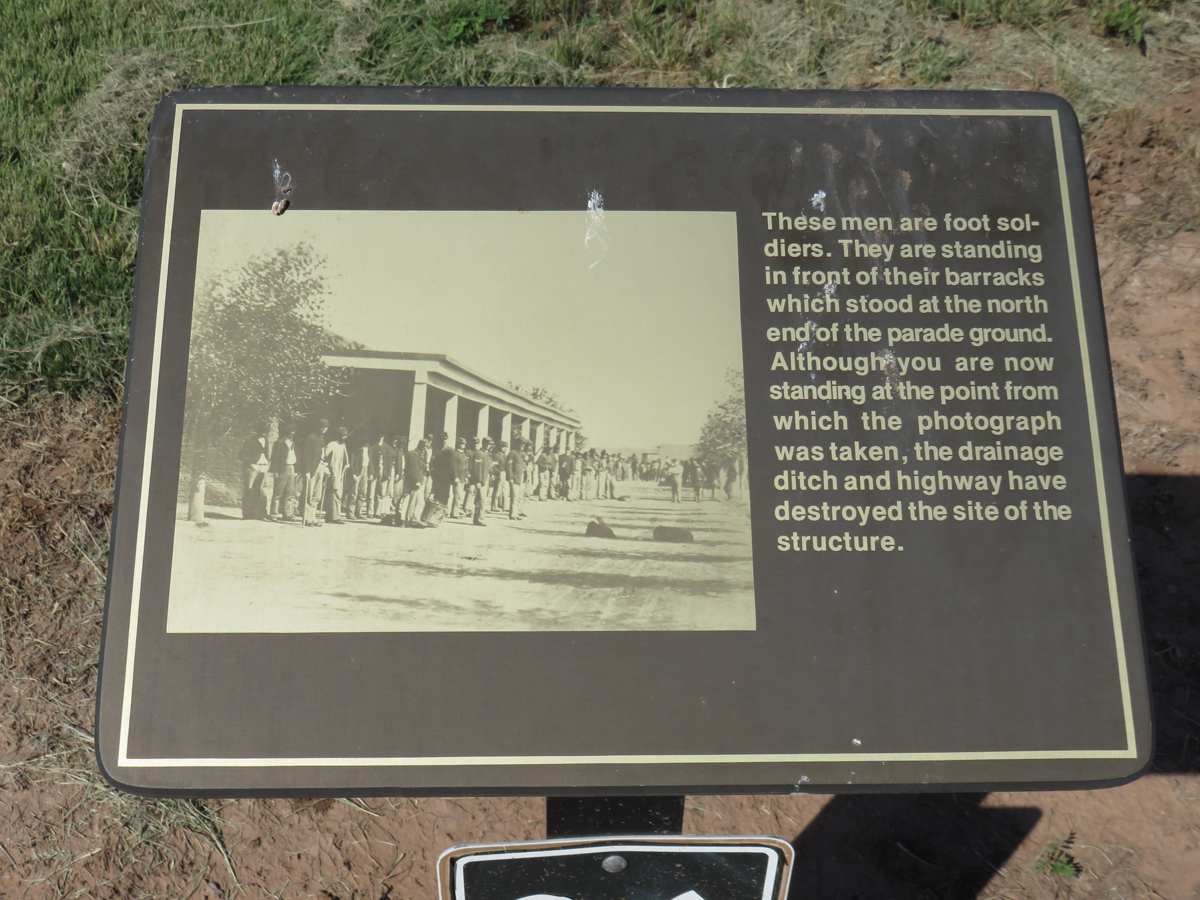 These men are foot sol-
diers. They are standing
in front of their barracks
which stood at the north
end of the parade ground.
Although you are now
standing at the point from
which the photograph
was taken, the drainage
ditch and highway have
destroyed the site of the
structure.